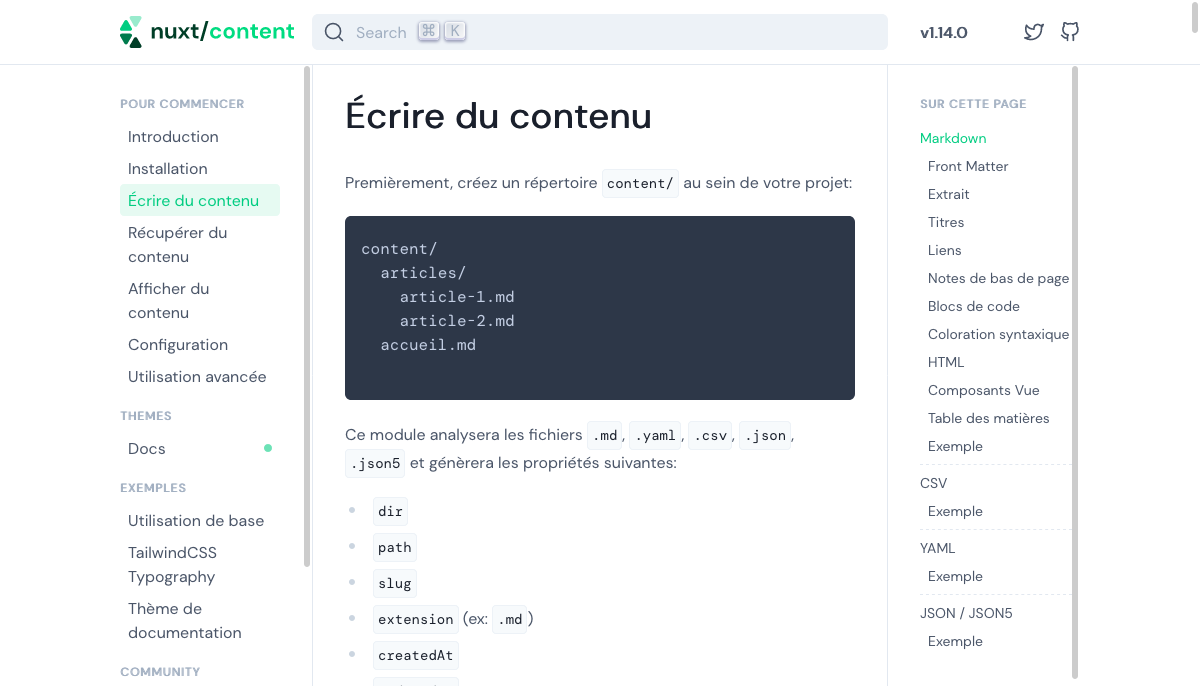 nuxt/content
Search ⌘ K
v1.14.0
POUR COMMENCER
Introduction
Installation
Écrire du contenu
Récupérer du
contenu
Afficher du
contenu
Configuration
Utilisation avancée
THEMES
Docs
EXEMPLES
Utilisation de base
TailwindCSS
Typography
Thème de
documentation
COMMUNITY
Écrire du contenu
Premièrement, créez un répertoire content/ au sein de votre projet:
content/
  articles/
    article-1.md
    article-2.md
  accueil.md
Ce module analysera les fichiers .md, .yaml, .csv, .json,
.json5 et génèrera les propriétés suivantes:
dir
path
slug
extension (ex: .md)
createdAt
SUR CETTE PAGE
Markdown
Front Matter
Extrait
Titres
Liens
Notes de bas de page
Blocs de code
Coloration syntaxique
HTML
Composants Vue
Table des matières
Exemple
CSV
Exemple
YAML
Exemple
JSON / JSON5
Exemple